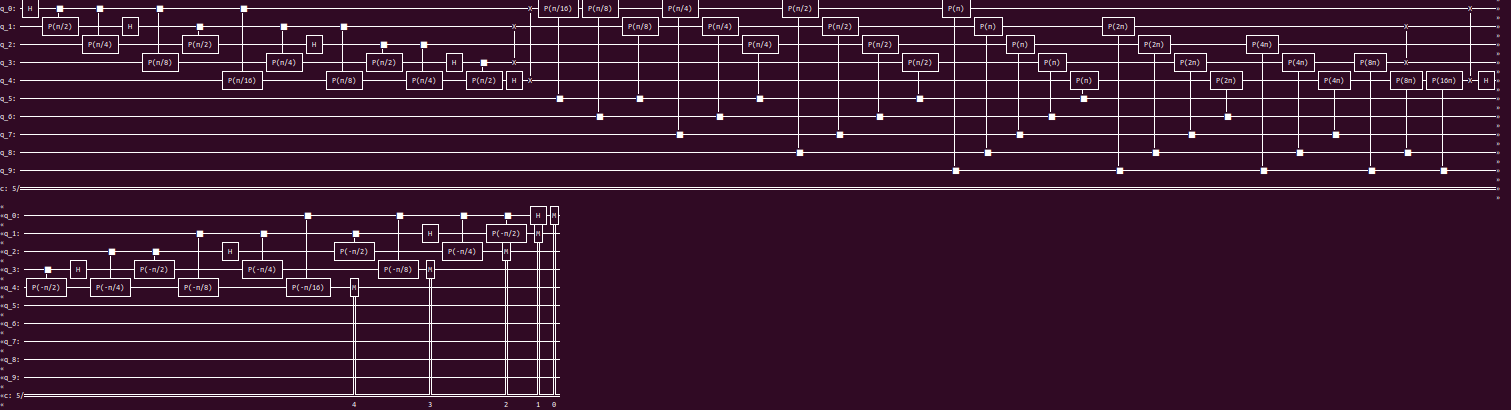 q_0: H X P(π/16) P(π/8) P(π/4) P(π/2) P(π) X »
q_1: P(π/2) H X P(π/8) P(π/4) P(π/2) P(π) P(2π) X »
q_2: P(π/4) P(π/2) H P(π/4) P(π/2) P(π) P(2π) P(4π) »
q_3: P(π/8) P(π/4) P(π/2) H X P(π/2) P(π) P(2π) P(4π) P(8π) X »
q_4: P(π/16) P(π/8) P(π/4) P(π/2) H X P(π) P(2π) P(4π) P(8π) P(16π) X H »
q_5: »
q_6: »
q_7: »
q_8: »
q_9: »
c: 5/ »
«q_0: H M
«q_1: H P(-π/2) M
«q_2: H P(-π/2) P(-π/4) M
«q_3: H P(-π/2) P(-π/4) P(-π/8) M
«q_4: P(-π/2) P(-π/4) P(-π/8) P(-π/16) M
«q_5:
«q_6:
«q_7:
«q_8:
«q_9:
«c: 5/
« 4 3 2 1 0